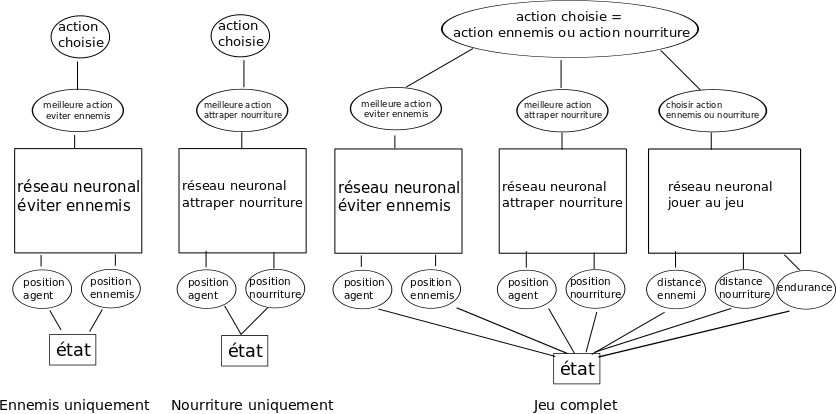 action
choisie
meilleure action
eviter ennemis
réseau neuronal
éviter ennemis
position
agent
position
ennemis
état
Ennemis uniquement
action
choisie
meilleure action
attraper nourriture
réseau neuronal
attraper nourriture
position
agent
position
nourriture
état
Nourriture uniquement
action choisie =
action ennemis ou action nourriture
meilleure action
eviter ennemis
meilleure action
attraper nourriture
choisir action
ennemis ou nourriture
réseau neuronal
éviter ennemis
réseau neuronal
attraper nourriture
réseau neuronal
jouer au jeu
position
agent
position
ennemis
position
agent
position
nourriture
distance
ennemi
distance
nourriture
endurance
état
Jeu complet